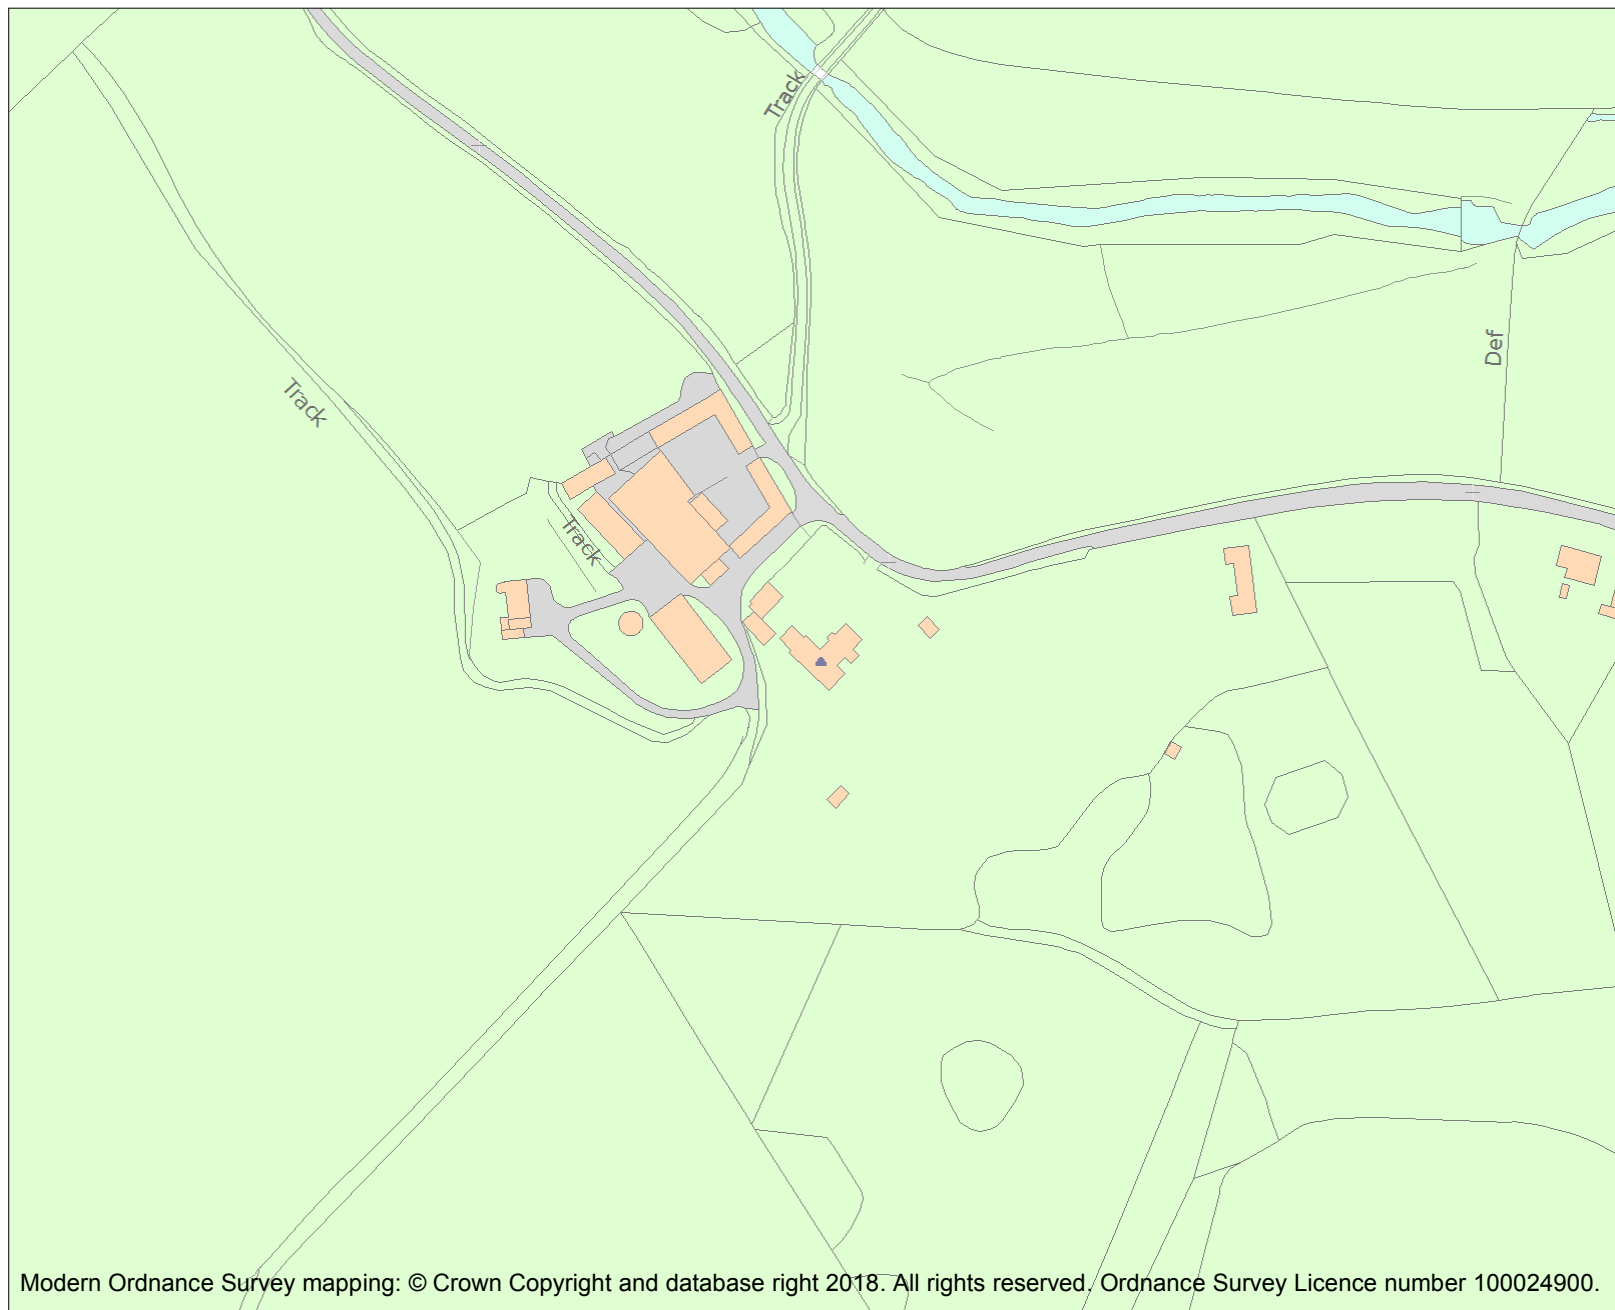 Track
Def
Track
Track
Modern Ordnance Survey mapping: © Crown Copyright and database right 2018. All rights reserved. Ordnance Survey Licence number 100024900.